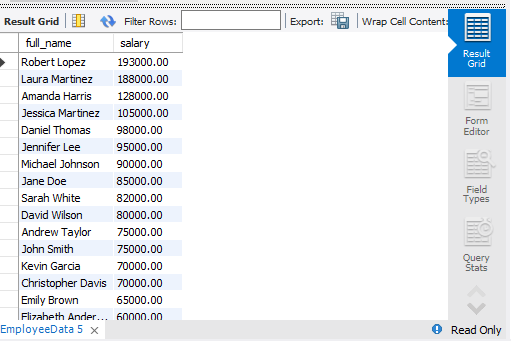 Result Grid Filter Rows: Export: Wrap Cell Content:
full_name salary
Robert Lopez 193000.00
Laura Martinez 188000.00
Amanda Harris 128000.00
Jessica Martinez 105000.00
Daniel Thomas 98000.00
Jennifer Lee 95000.00
Michael Johnson 90000.00
Jane Doe 85000.00
Sarah White 82000.00
David Wilson 80000.00
Andrew Taylor 75000.00
John Smith 75000.00
Kevin Garcia 70000.00
Christopher Davis 70000.00
Emily Brown 65000.00
Elizabeth Ander... 60000.00
Result
Grid
Form
Editor
Field
Types
Query
Stats
EmployeeData 5 Read Only